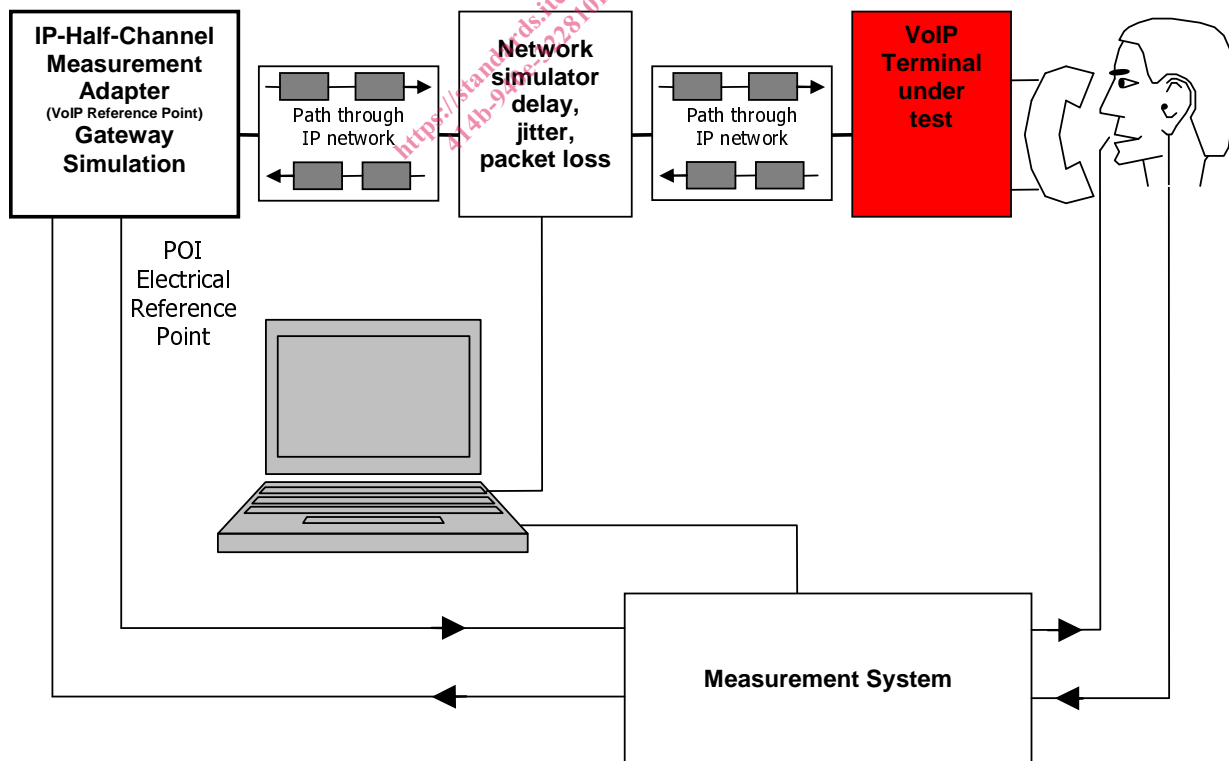 IP-Half-Channel
Measurement
Adapter
(VoIP Reference Point)
Gateway
Simulation
Path through
IP network
Network
simulator
delay,
jitter,
packet loss
Path through
IP network
VoIP
Terminal
under
test
POI
Electrical
Reference
Point
Measurement System